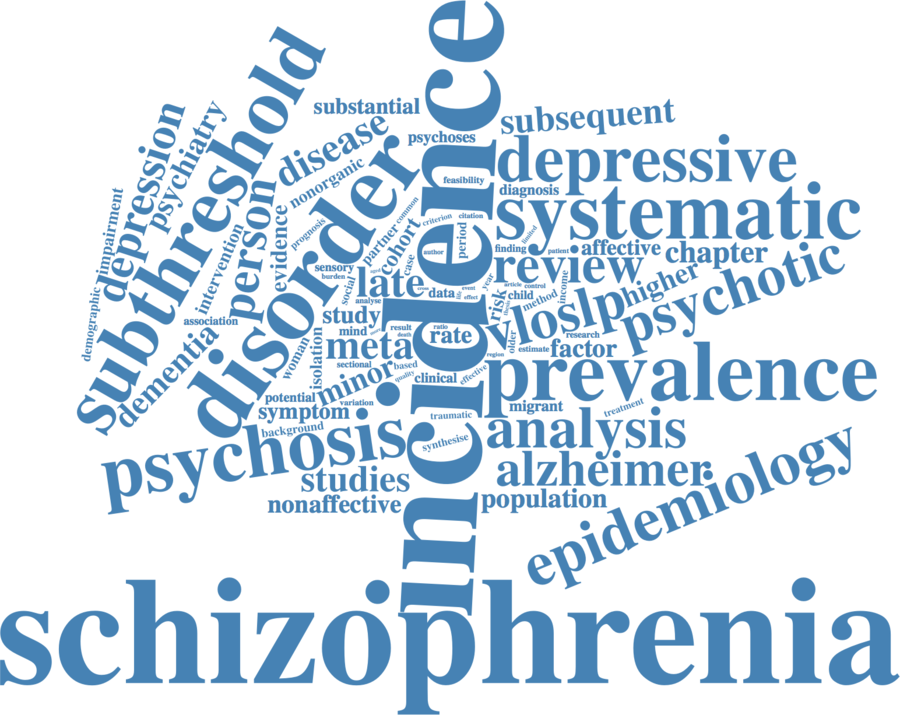 incidence
substantial
subsequent
subthreshold
depression
psychiatry
disease
psychoses
depressive
nonorganic
disorder
feasibility
diagnosis
systematic
impairment
person
evidence
prognosis
partner
common
criterion
citation
cohort
period
limited
author
finding
patient
affective
chapter
intervention
sensory
burden
case
review
psychotic
late
social
data
event
effect
year
article
control
child
income
higher
analyse
risk
method
vloslp
demographic
association
study
mind
result
death
ratio
rate
older
research
dementia
woman
isolation
meta
region
estimate
factor
sectional
based
minor
quality
clinical
effective
prevalence
potential
variation
symptom
traumatic
migrant
treatment
background
psychosis
synthesise
analysis
studies
alzheimer
nonaffective
population
epidemiology
schizophrenia